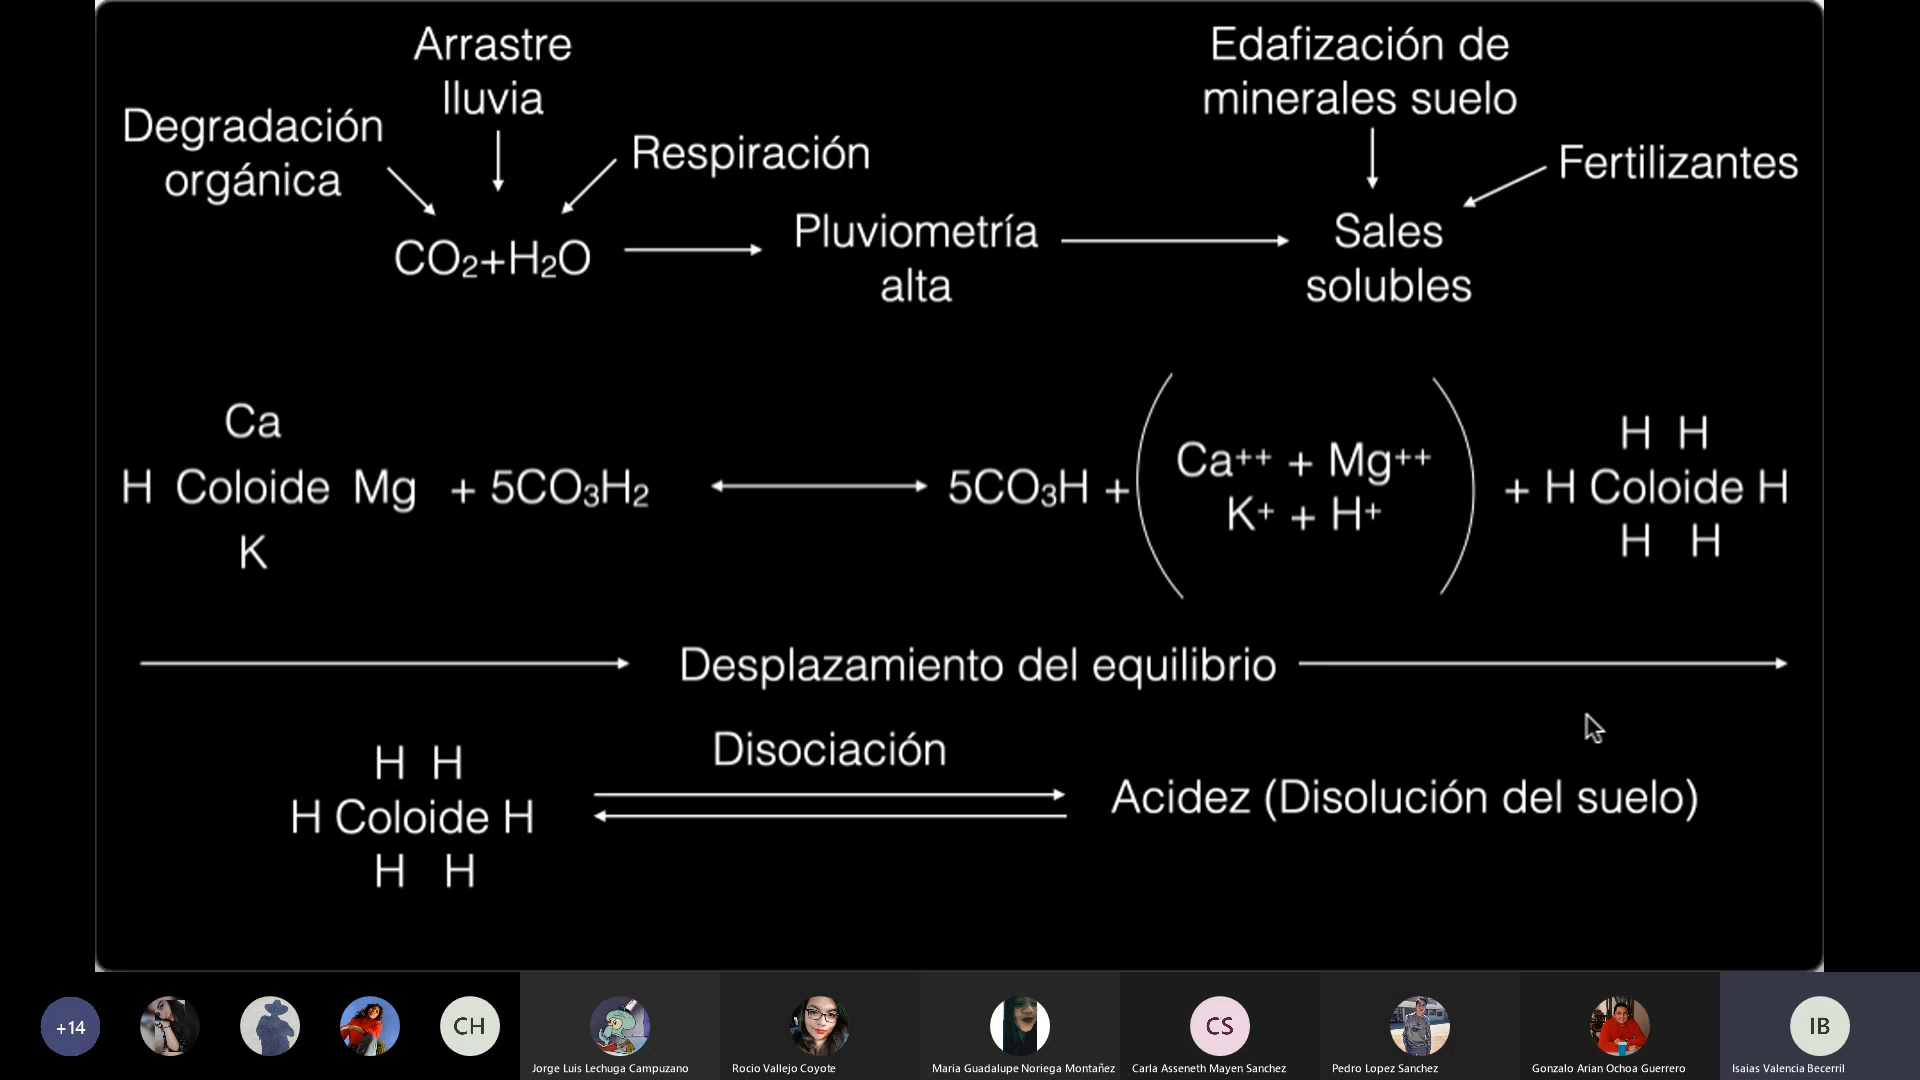 Arrastre
lluvia
Degradación
orgánica
Respiración
CO₂+H₂O
Pluviometría
alta
Edafización de
minerales suelo
Fertilizantes
Sales
solubles
Ca
H Coloide Mg + 5CO₃H₂
K
5CO₃H +
Ca⁺⁺ + Mg⁺⁺
K⁺ + H⁺
H H
+ H Coloide H
H H
Desplazamiento del equilibrio
H H
H Coloide H
H H
Disociación
Acidez (Disolución del suelo)
+14
CH
Jorge Luis Lechuga Campuzano
Rocio Vallejo Coyote
Maria Guadalupe Noriega Montañez
CS
Carla Asseneth Mayen Sanchez
Pedro Lopez Sanchez
Gonzalo Arian Ochoa Guerrero
IB
Isaias Valencia Becerril